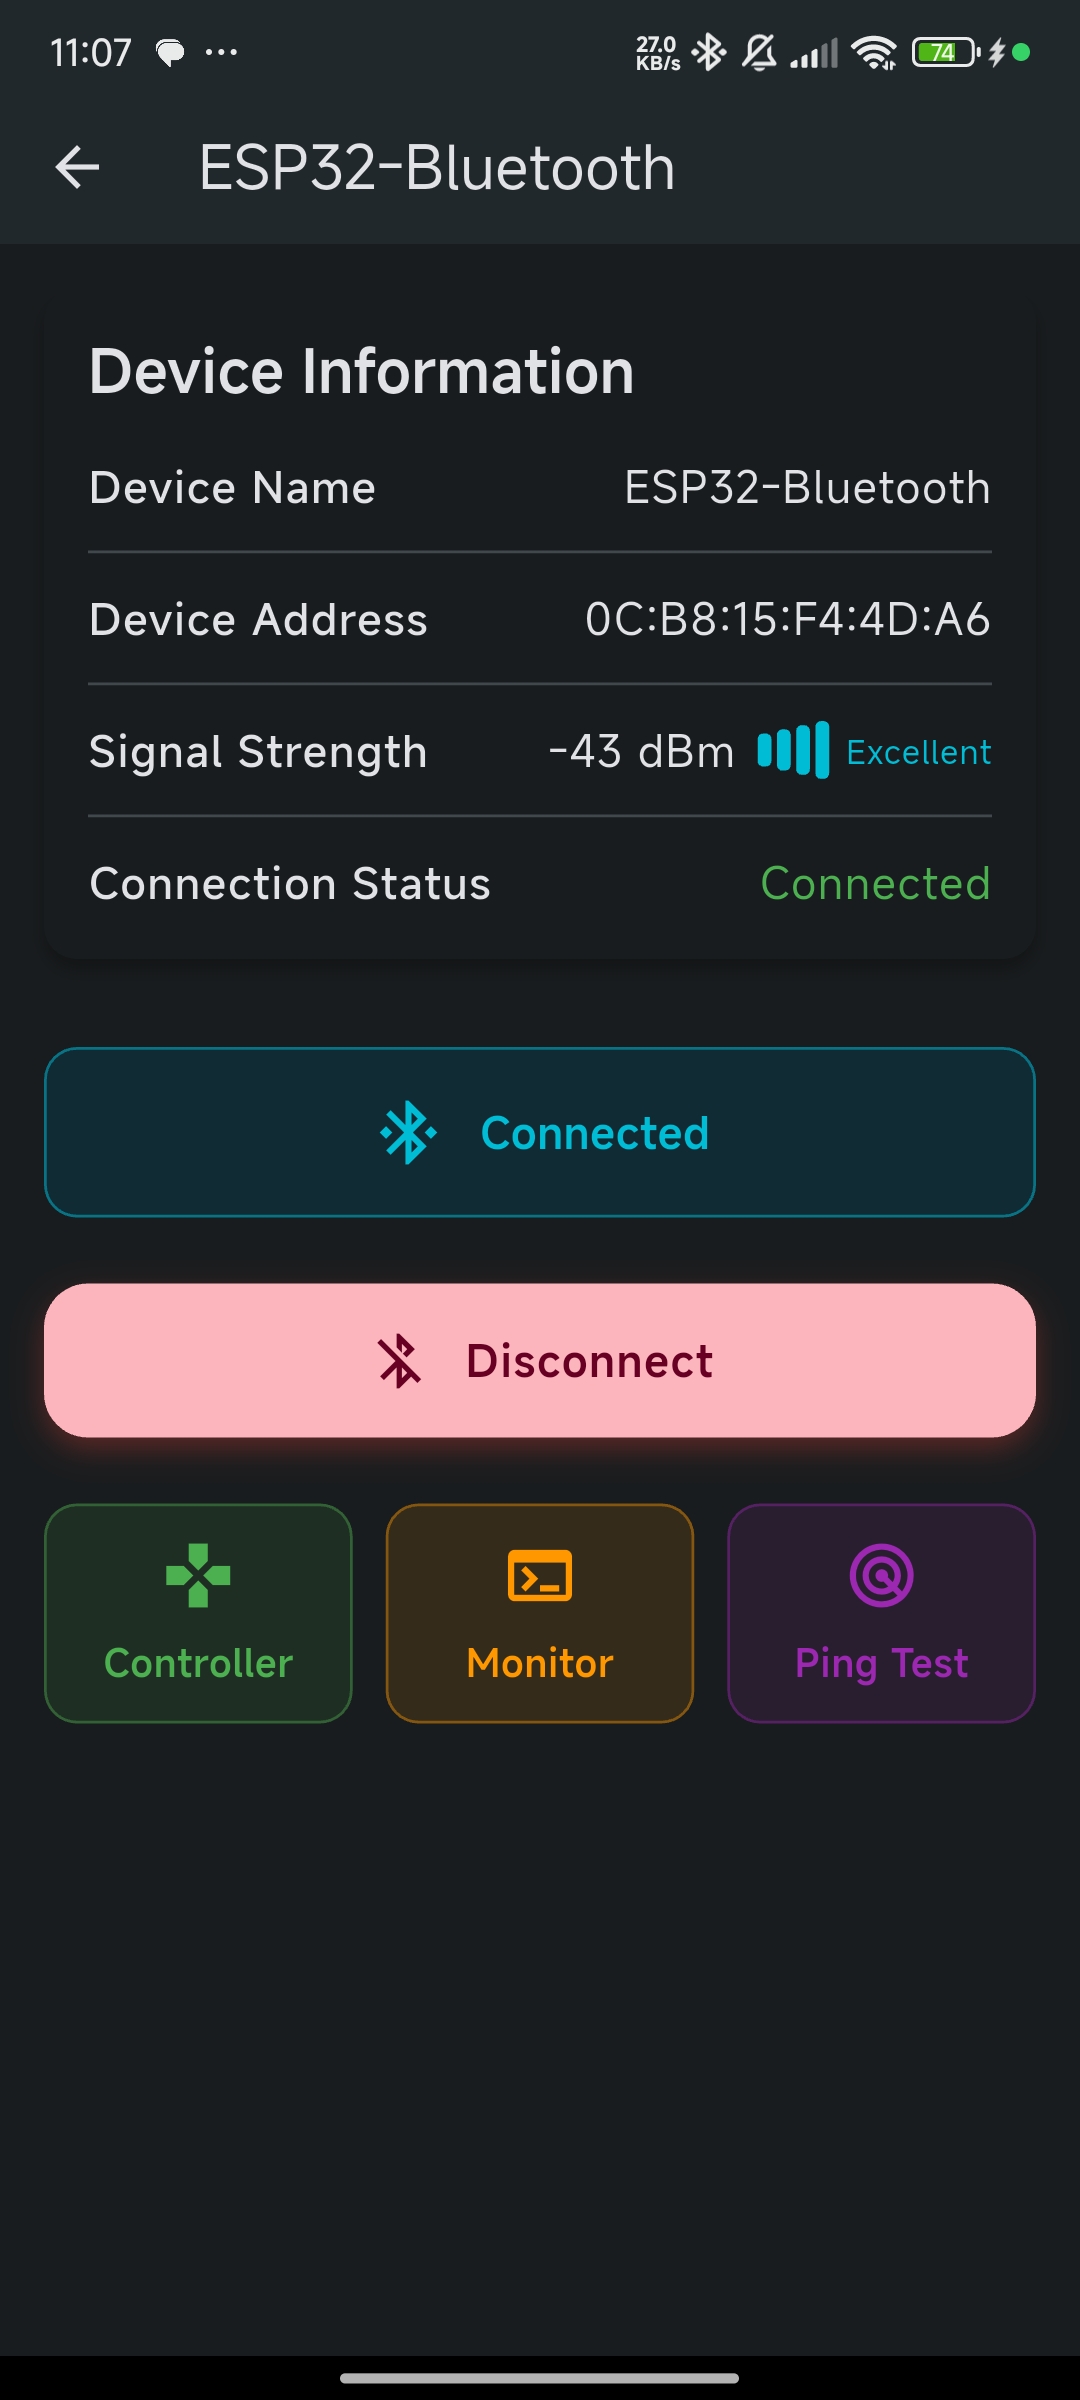 11:07
27.0
KB/s
74
ESP32-Bluetooth
Device Information
Device Name ESP32-Bluetooth
Device Address 0C:B8:15:F4:4D:A6
Signal Strength -43 dBm Excellent
Connection Status Connected
Connected
Disconnect
Controller Monitor Ping Test